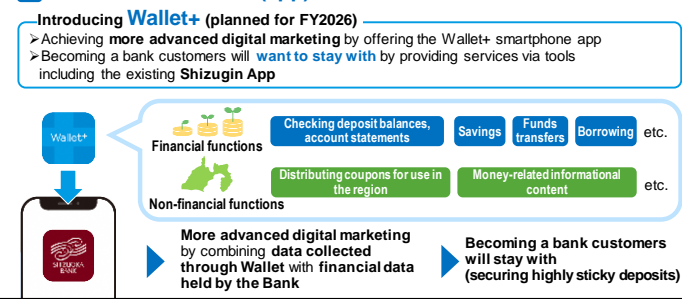 Introducing Wallet+ (planned for FY2026)
➢Achieving more advanced digital marketing by offering the Wallet+ smartphone app
➢Becoming a bank customers will want to stay with by providing services via tools
including the existing Shizugin App
Wallet+
Financial functions
Checking deposit balances,
account statements
Savings
Funds
transfers
Borrowing
etc.
Non-financial functions
Distributing coupons for use in
the region
Money-related informational
content
etc.
SHIZUOKA
BANK
More advanced digital marketing
by combining data collected
through Wallet with financial data
held by the Bank
Becoming a bank customers
will stay with
(securing highly sticky deposits)